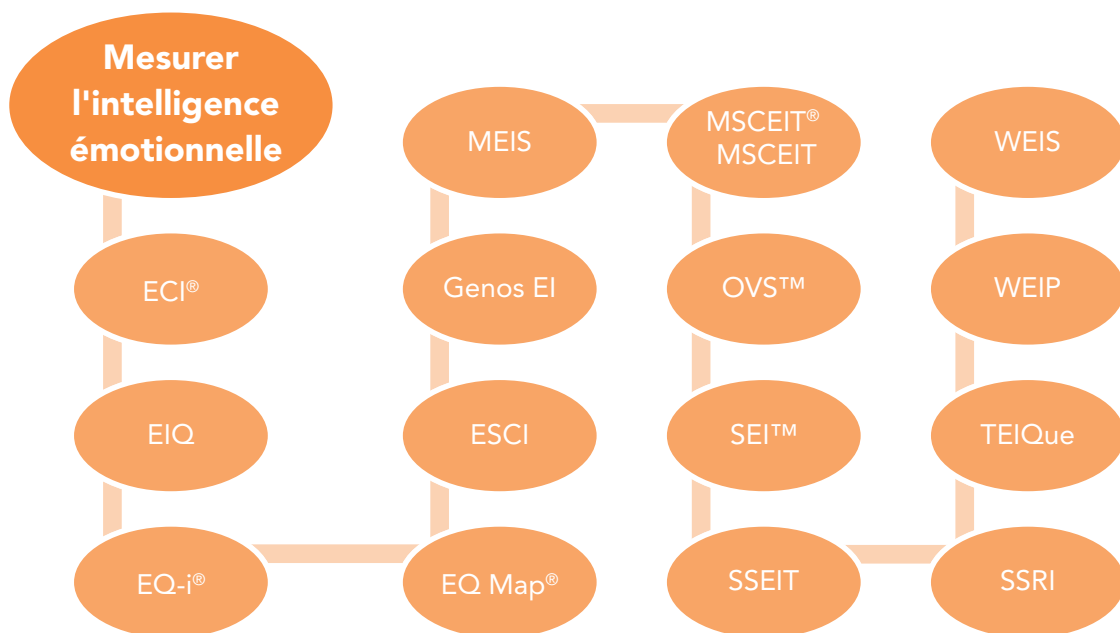 Mesurer
l'intelligence
émotionnelle
ECI®
EIQ
EQ-i®
EQ Map®
ESCI
Genos EI
MEIS
MSCEIT®
MSCEIT
OVS™
SEI™
SSEIT
SSRI
TEIQue
WEIP
WEIS